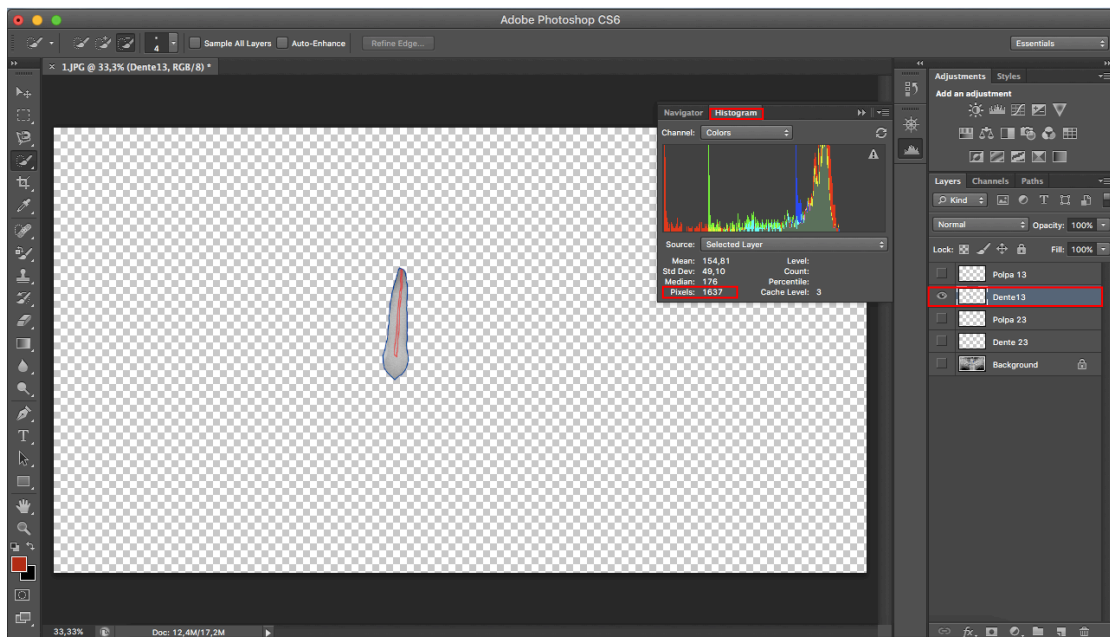 Adobe Photoshop CS6
4 Sample All Layers Auto-Enhance Refine Edge... Essentials
× 1.JPG @ 33,3% (Dente13, RGB/8) *
Navigator Histogram
Channel: Colors
Source: Selected Layer
Mean: 154,81 Level:
Std Dev: 49,10 Count:
Median: 176 Percentile:
Pixels: 1637 Cache Level: 3
Adjustments Styles
Add an adjustment
Layers Channels Paths
Kind
Normal Opacity: 100%
Lock: Fill: 100%
Polpa 13
Dente13
Polpa 23
Dente 23
Background
33,33% Doc: 12,4M/17,2M